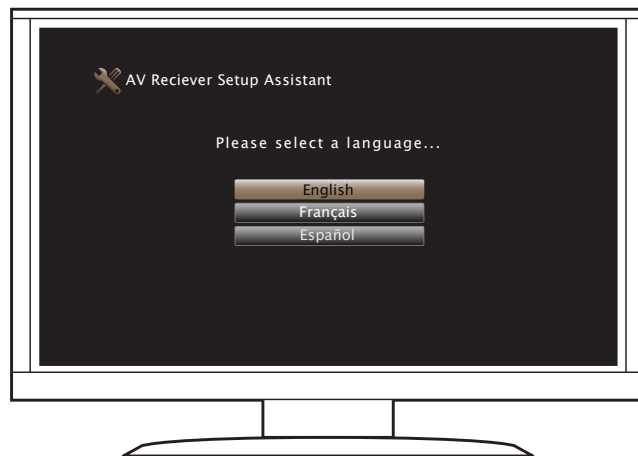 AV Reciever Setup Assistant
Please select a language...
English
Français
Español